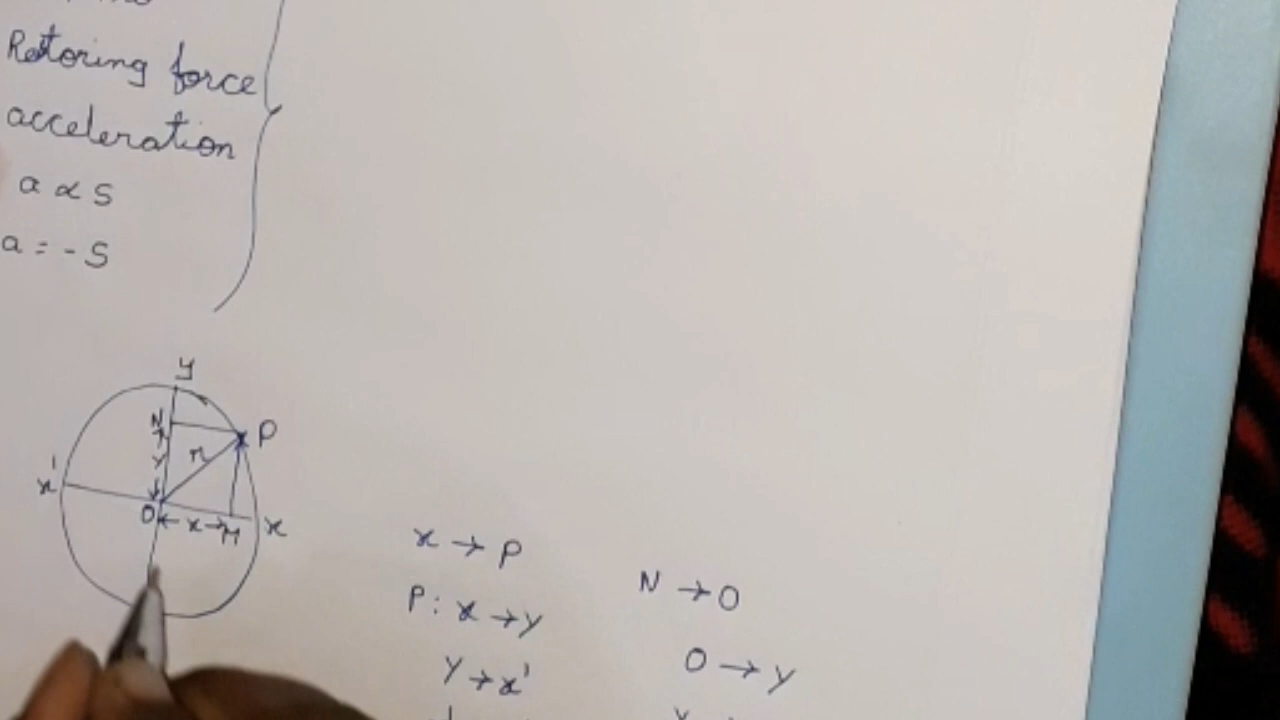 Restoring force
acceleration
a ∝ S
a = - S
y
N
P
y
r
x'
O
x
M
x
x → P
P: x → y
y → x'
N → O
O → y